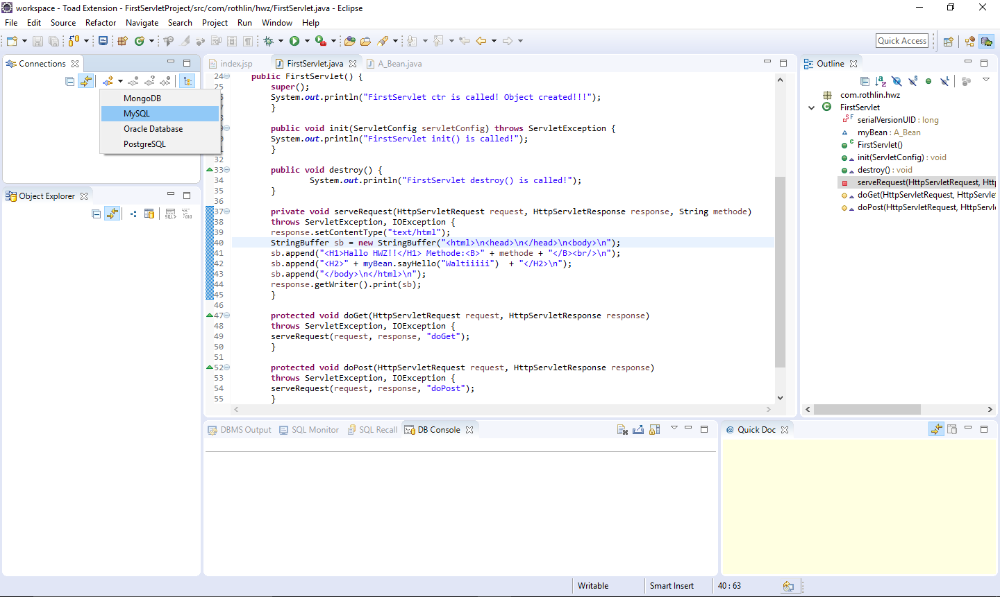 workspace - Toad Extension - FirstServletProject/src/com/rothlin/hwz/FirstServlet.java - Eclipse
File Edit Source Refactor Navigate Search Project Run Window Help
Quick Access
Connections
MongoDB
MySQL
Oracle Database
PostgreSQL
Object Explorer
index.jsp FirstServlet.java A_Bean.java
24 public FirstServlet() {
25 super();
System.out.println("FirstServlet ctr is called! Object created!!!");
}
public void init(ServletConfig servletConfig) throws ServletException {
System.out.println("FirstServlet init() is called!");
}
32
33 public void destroy() {
34 System.out.println("FirstServlet destroy() is called!");
35 }
36
37 private void serveRequest(HttpServletRequest request, HttpServletResponse response, String methode)
38 throws ServletException, IOException {
39 response.setContentType("text/html");
40 StringBuffer sb = new StringBuffer("<html>\n<head>\n</head>\n<body>\n");
41 sb.append("<H1>Hallo HWZ!!</H1> Methode:<B>" + methode + "</B><br/>\n");
42 sb.append("<H2>" + myBean.sayHello("Waltiiiii")  + "</H2>\n");
43 sb.append("</body>\n</html>\n");
44 response.getWriter().print(sb);
45 }
46
47 protected void doGet(HttpServletRequest request, HttpServletResponse response)
48 throws ServletException, IOException {
49 serveRequest(request, response, "doGet");
50 }
51
52 protected void doPost(HttpServletRequest request, HttpServletResponse response)
53 throws ServletException, IOException {
54 serveRequest(request, response, "doPost");
55 }
Outline
com.rothlin.hwz
FirstServlet
serialVersionUID : long
myBean : A_Bean
FirstServlet()
init(ServletConfig) : void
destroy() : void
serveRequest(HttpServletRequest, Htt
doGet(HttpServletRequest, HttpServlet
doPost(HttpServletRequest, HttpServl
DBMS Output SQL Monitor SQL Recall DB Console
@ Quick Doc
Writable Smart Insert 40 : 63